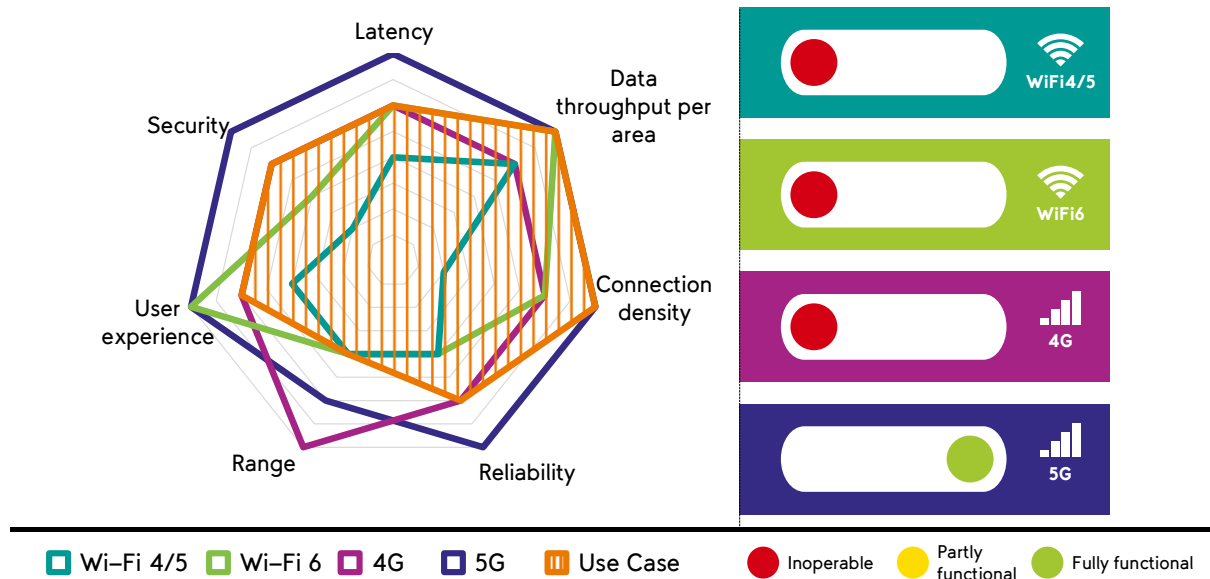 Latency
Data
throughput per
area
Security
Connection
density
User
experience
Range
Reliability
WiFi4/5
WiFi6
4G
5G
Wi–Fi 4/5
Wi–Fi 6
4G
5G
Use Case
Inoperable
Partly
functional
Fully functional